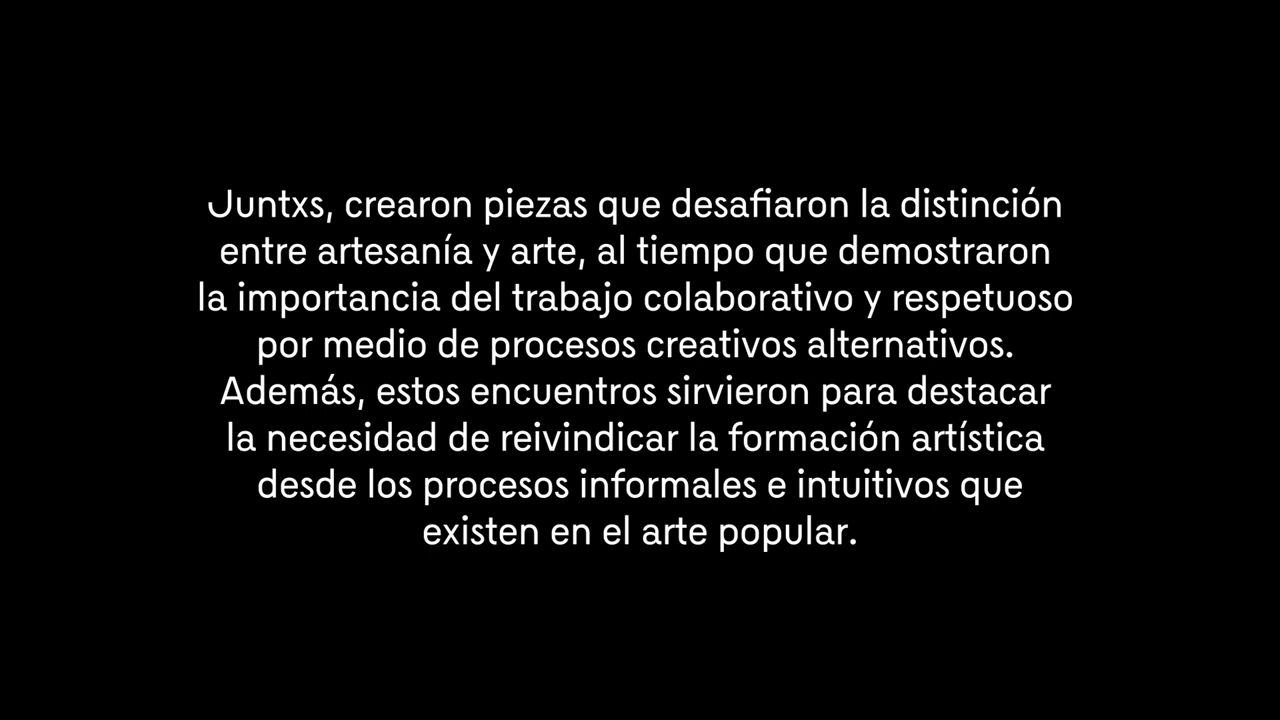 Juntxs, crearon piezas que desafiaron la distinción
entre artesanía y arte, al tiempo que demostraron
la importancia del trabajo colaborativo y respetuoso
por medio de procesos creativos alternativos.
Además, estos encuentros sirvieron para destacar
la necesidad de reivindicar la formación artística
desde los procesos informales e intuitivos que
existen en el arte popular.